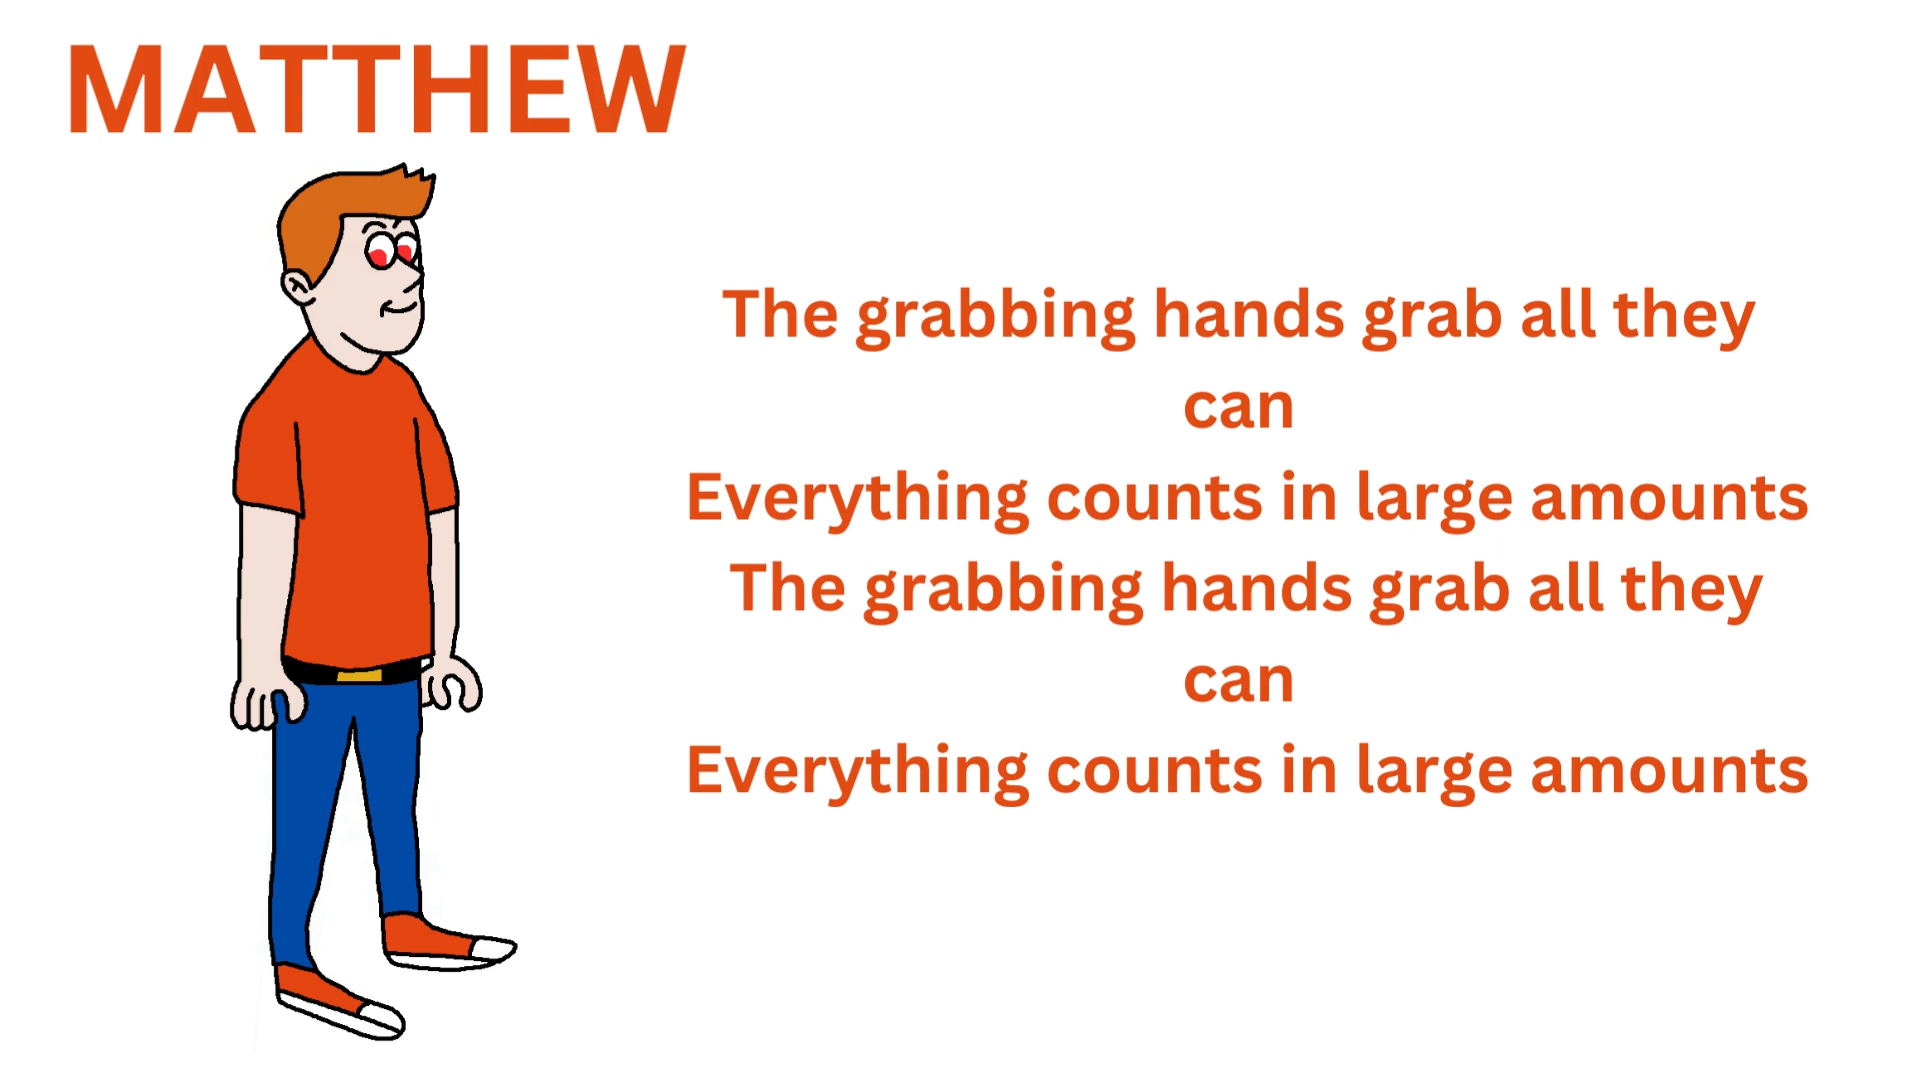 MATTHEW
The grabbing hands grab all they
can
Everything counts in large amounts
The grabbing hands grab all they
can
Everything counts in large amounts